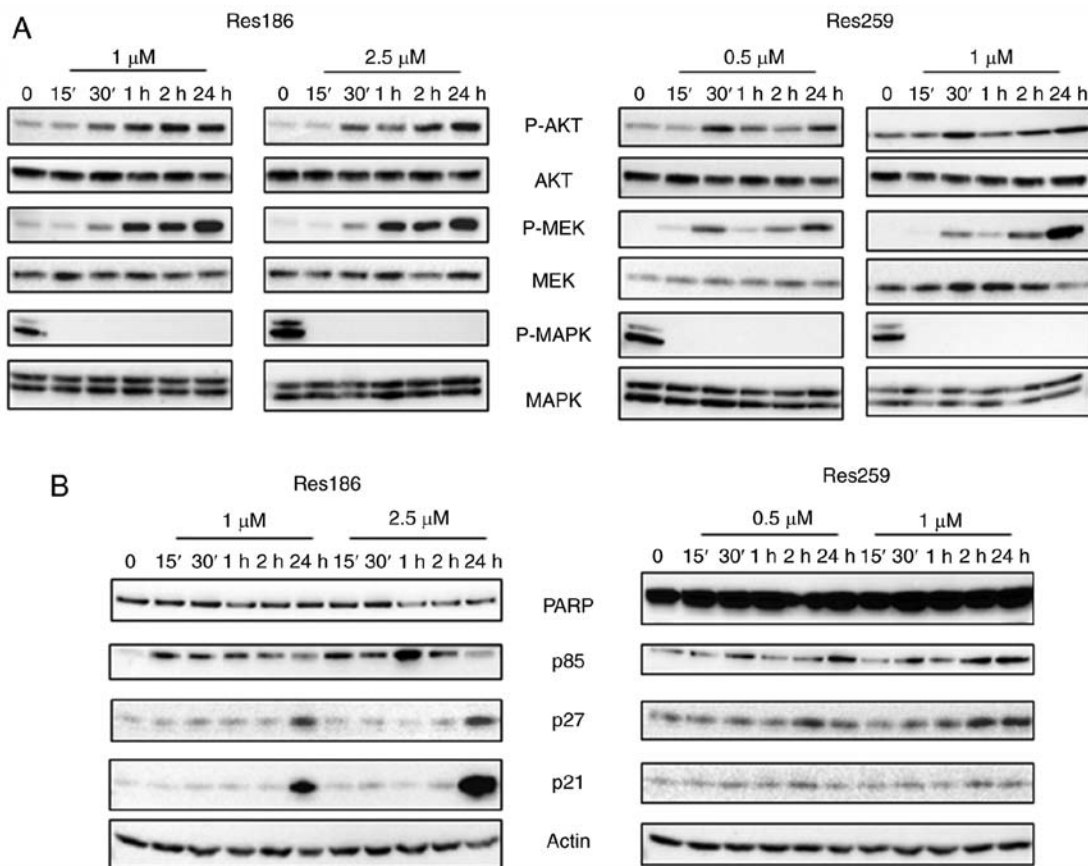 A
Res186 Res259
1 µM 2.5 µM 0.5 µM 1 µM
0 15′ 30′ 1 h 2 h 24 h 0 15′ 30′ 1 h 2 h 24 h 0 15′ 30′ 1 h 2 h 24 h 0 15′ 30′ 1 h 2 h 24 h
P-AKT
AKT
P-MEK
MEK
P-MAPK
MAPK
B
Res186 Res259
1 µM 2.5 µM 0.5 µM 1 µM
0 15′ 30′ 1 h 2 h 24 h 15′ 30′ 1 h 2 h 24 h 0 15′ 30′ 1 h 2 h 24 h 15′ 30′ 1 h 2 h 24 h
PARP
p85
p27
p21
Actin